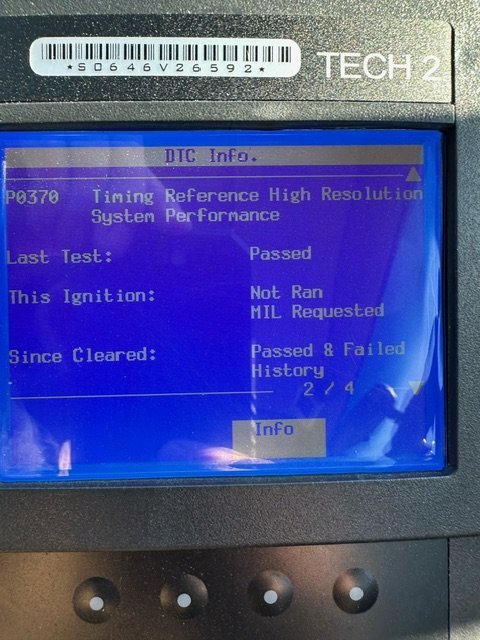 *S0646V26592*
TECH 2
DTC Info.
P0370 Timing Reference High Resolution
System Performance
Last Test: Passed
This Ignition: Not Ran
MIL Requested
Since Cleared: Passed & Failed
History
2 / 4
Info